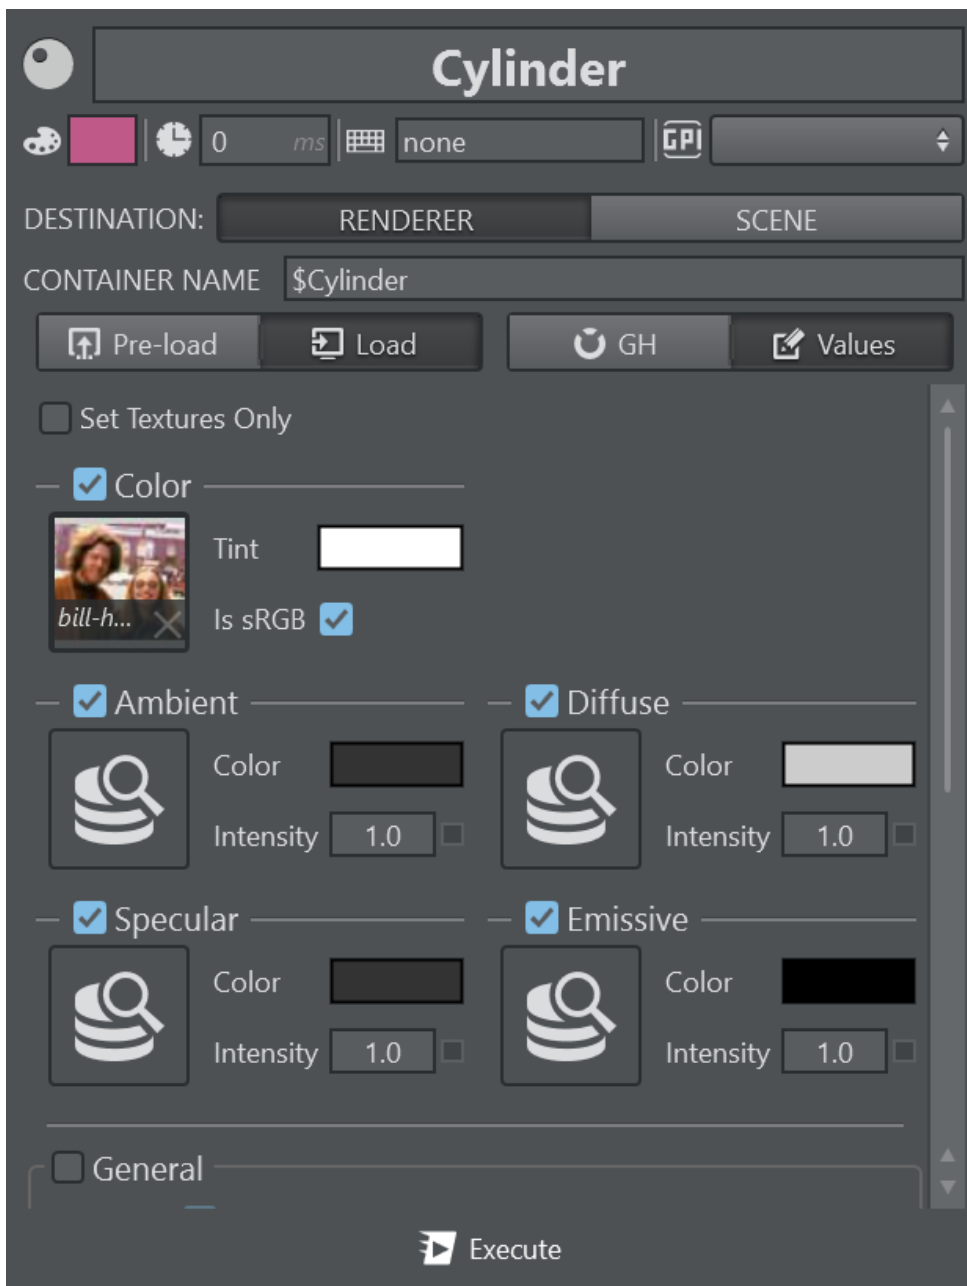 Cylinder
0 ms none GPI
DESTINATION: RENDERER SCENE
CONTAINER NAME $Cylinder
Pre-load Load GH Values
Set Textures Only
Color
Tint
bill-h... Is sRGB
Ambient Diffuse
Color Color
Intensity 1.0 Intensity 1.0
Specular Emissive
Color Color
Intensity 1.0 Intensity 1.0
General
Execute